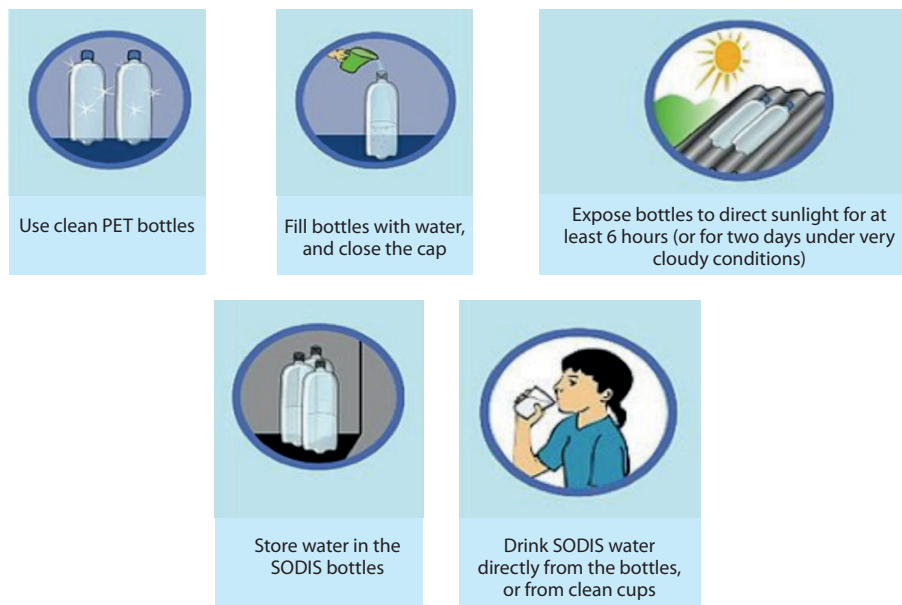 Use clean PET bottles
Fill bottles with water,
and close the cap
Expose bottles to direct sunlight for at
least 6 hours (or for two days under very
cloudy conditions)
Store water in the
SODIS bottles
Drink SODIS water
directly from the bottles,
or from clean cups